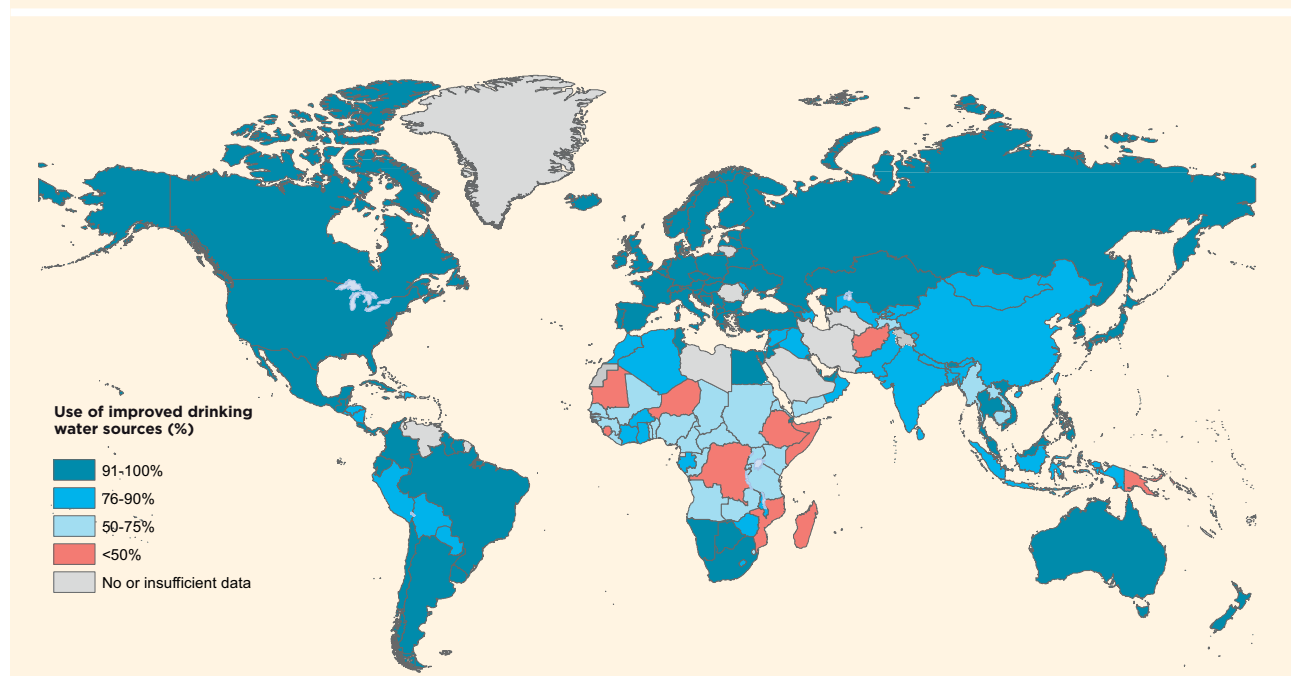 Use of improved drinking
water sources (%)
91-100%
76-90%
50-75%
<50%
No or insufficient data